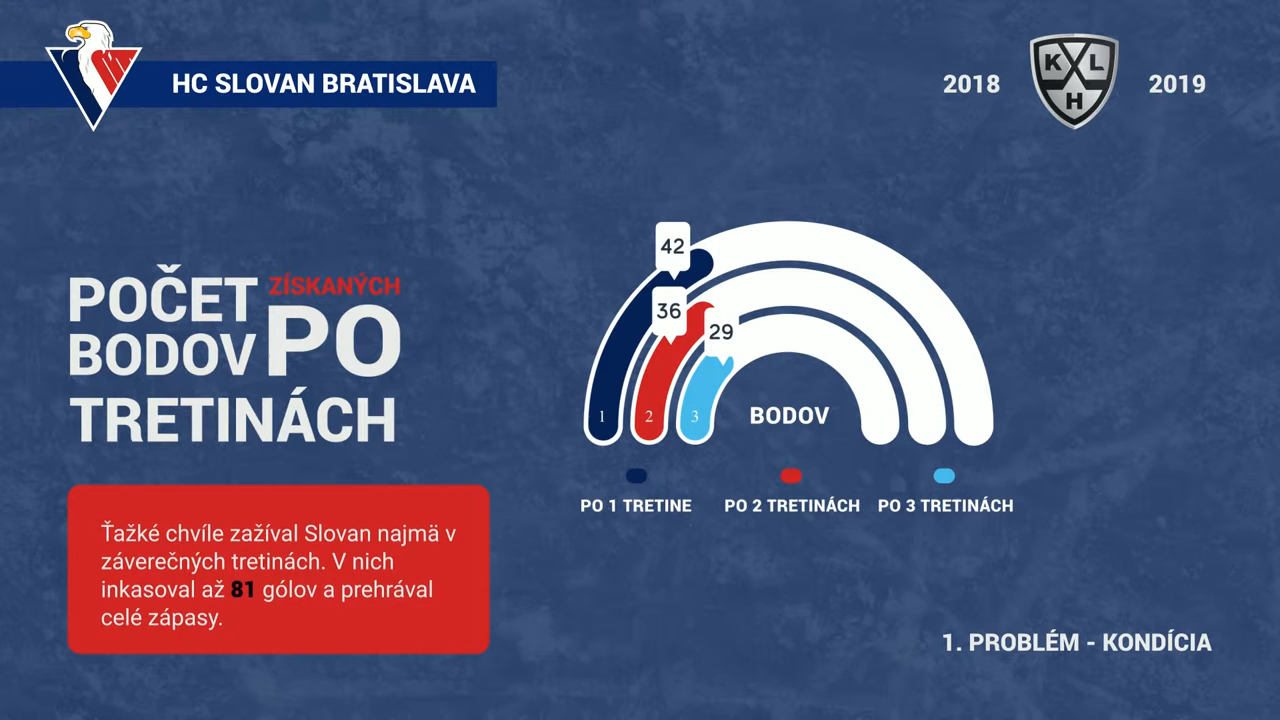 HC SLOVAN BRATISLAVA
2018
KHL
2019
POČET ZÍSKANÝCH
BODOV PO
TRETINÁCH
42
36
29
1
2
3
BODOV
PO 1 TRETINE
PO 2 TRETINÁCH
PO 3 TRETINÁCH
Ťažké chvíle zažíval Slovan najmä v
záverečných tretinách. V nich
inkasoval až 81 gólov a prehrával
celé zápasy.
1. PROBLÉM - KONDÍCIA